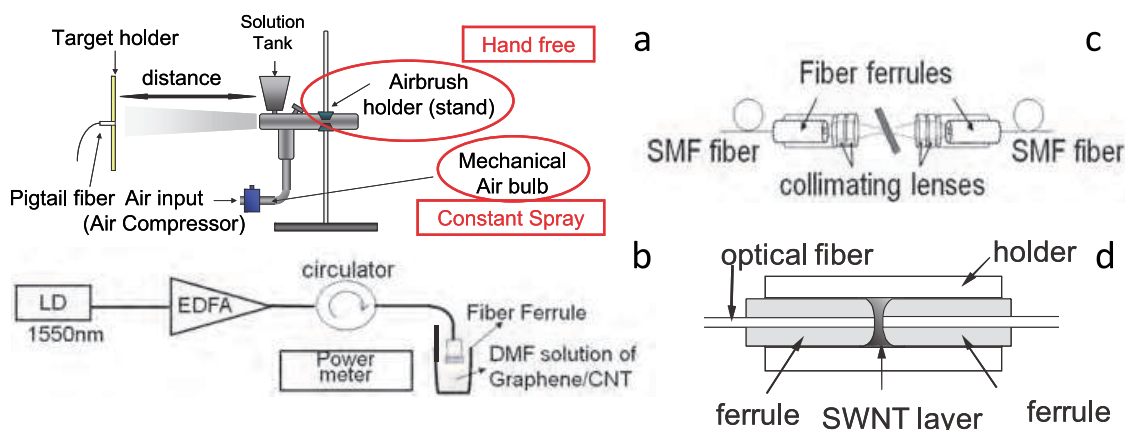 Solution
Tank
Hand free
Target holder
distance
Airbrush
holder (stand)
Mechanical
Air bulb
Pigtail fiber
Air input
(Air Compressor)
Constant Spray
a
c
Fiber ferrules
SMF fiber
SMF fiber
collimating lenses
b
circulator
LD
1550nm
EDFA
Fiber Ferrule
Power
meter
DMF solution of
Graphene/CNT
d
optical fiber
holder
ferrule
SWNT layer
ferrule